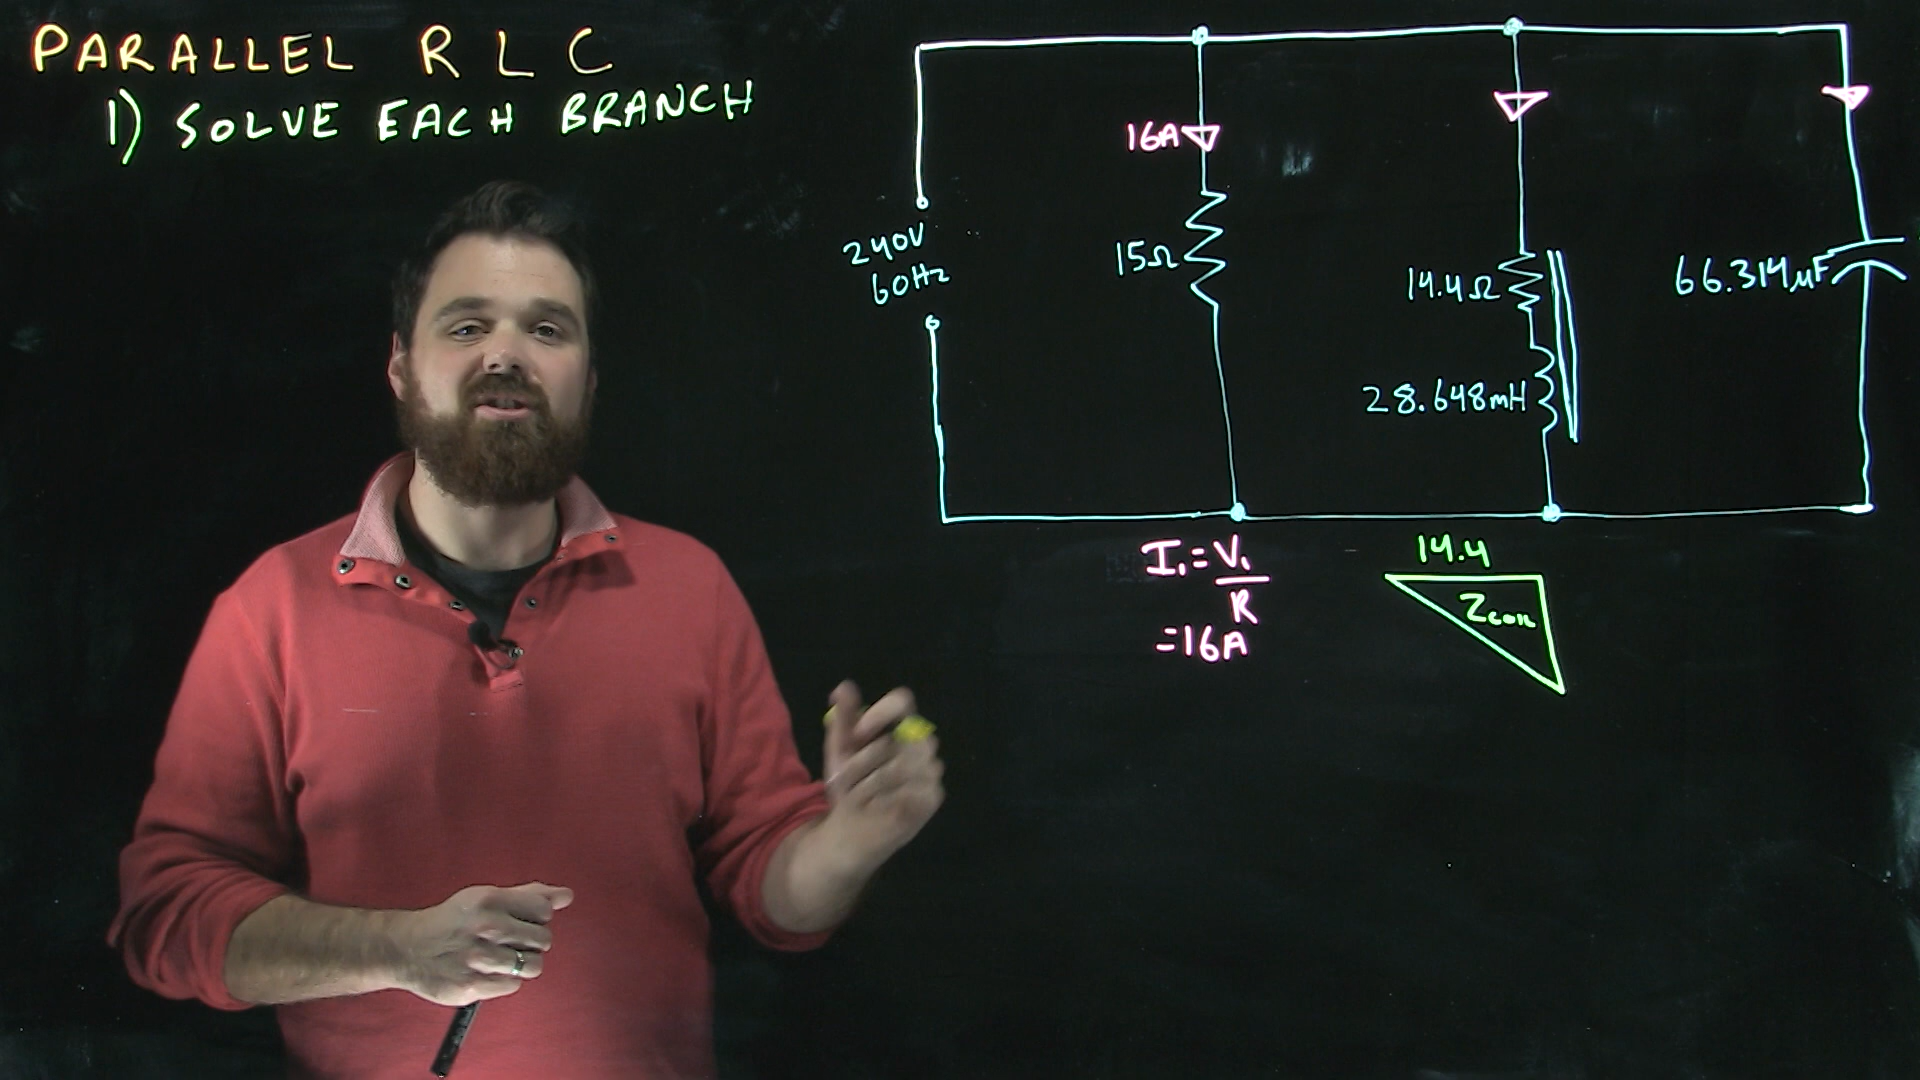 PARALLEL R L C
1) SOLVE EACH BRANCH
240V
60Hz
16A
15Ω
14.4Ω
28.648mH
66.314μF
I₁ = V₁
R
= 16A
14.4
Zcoil